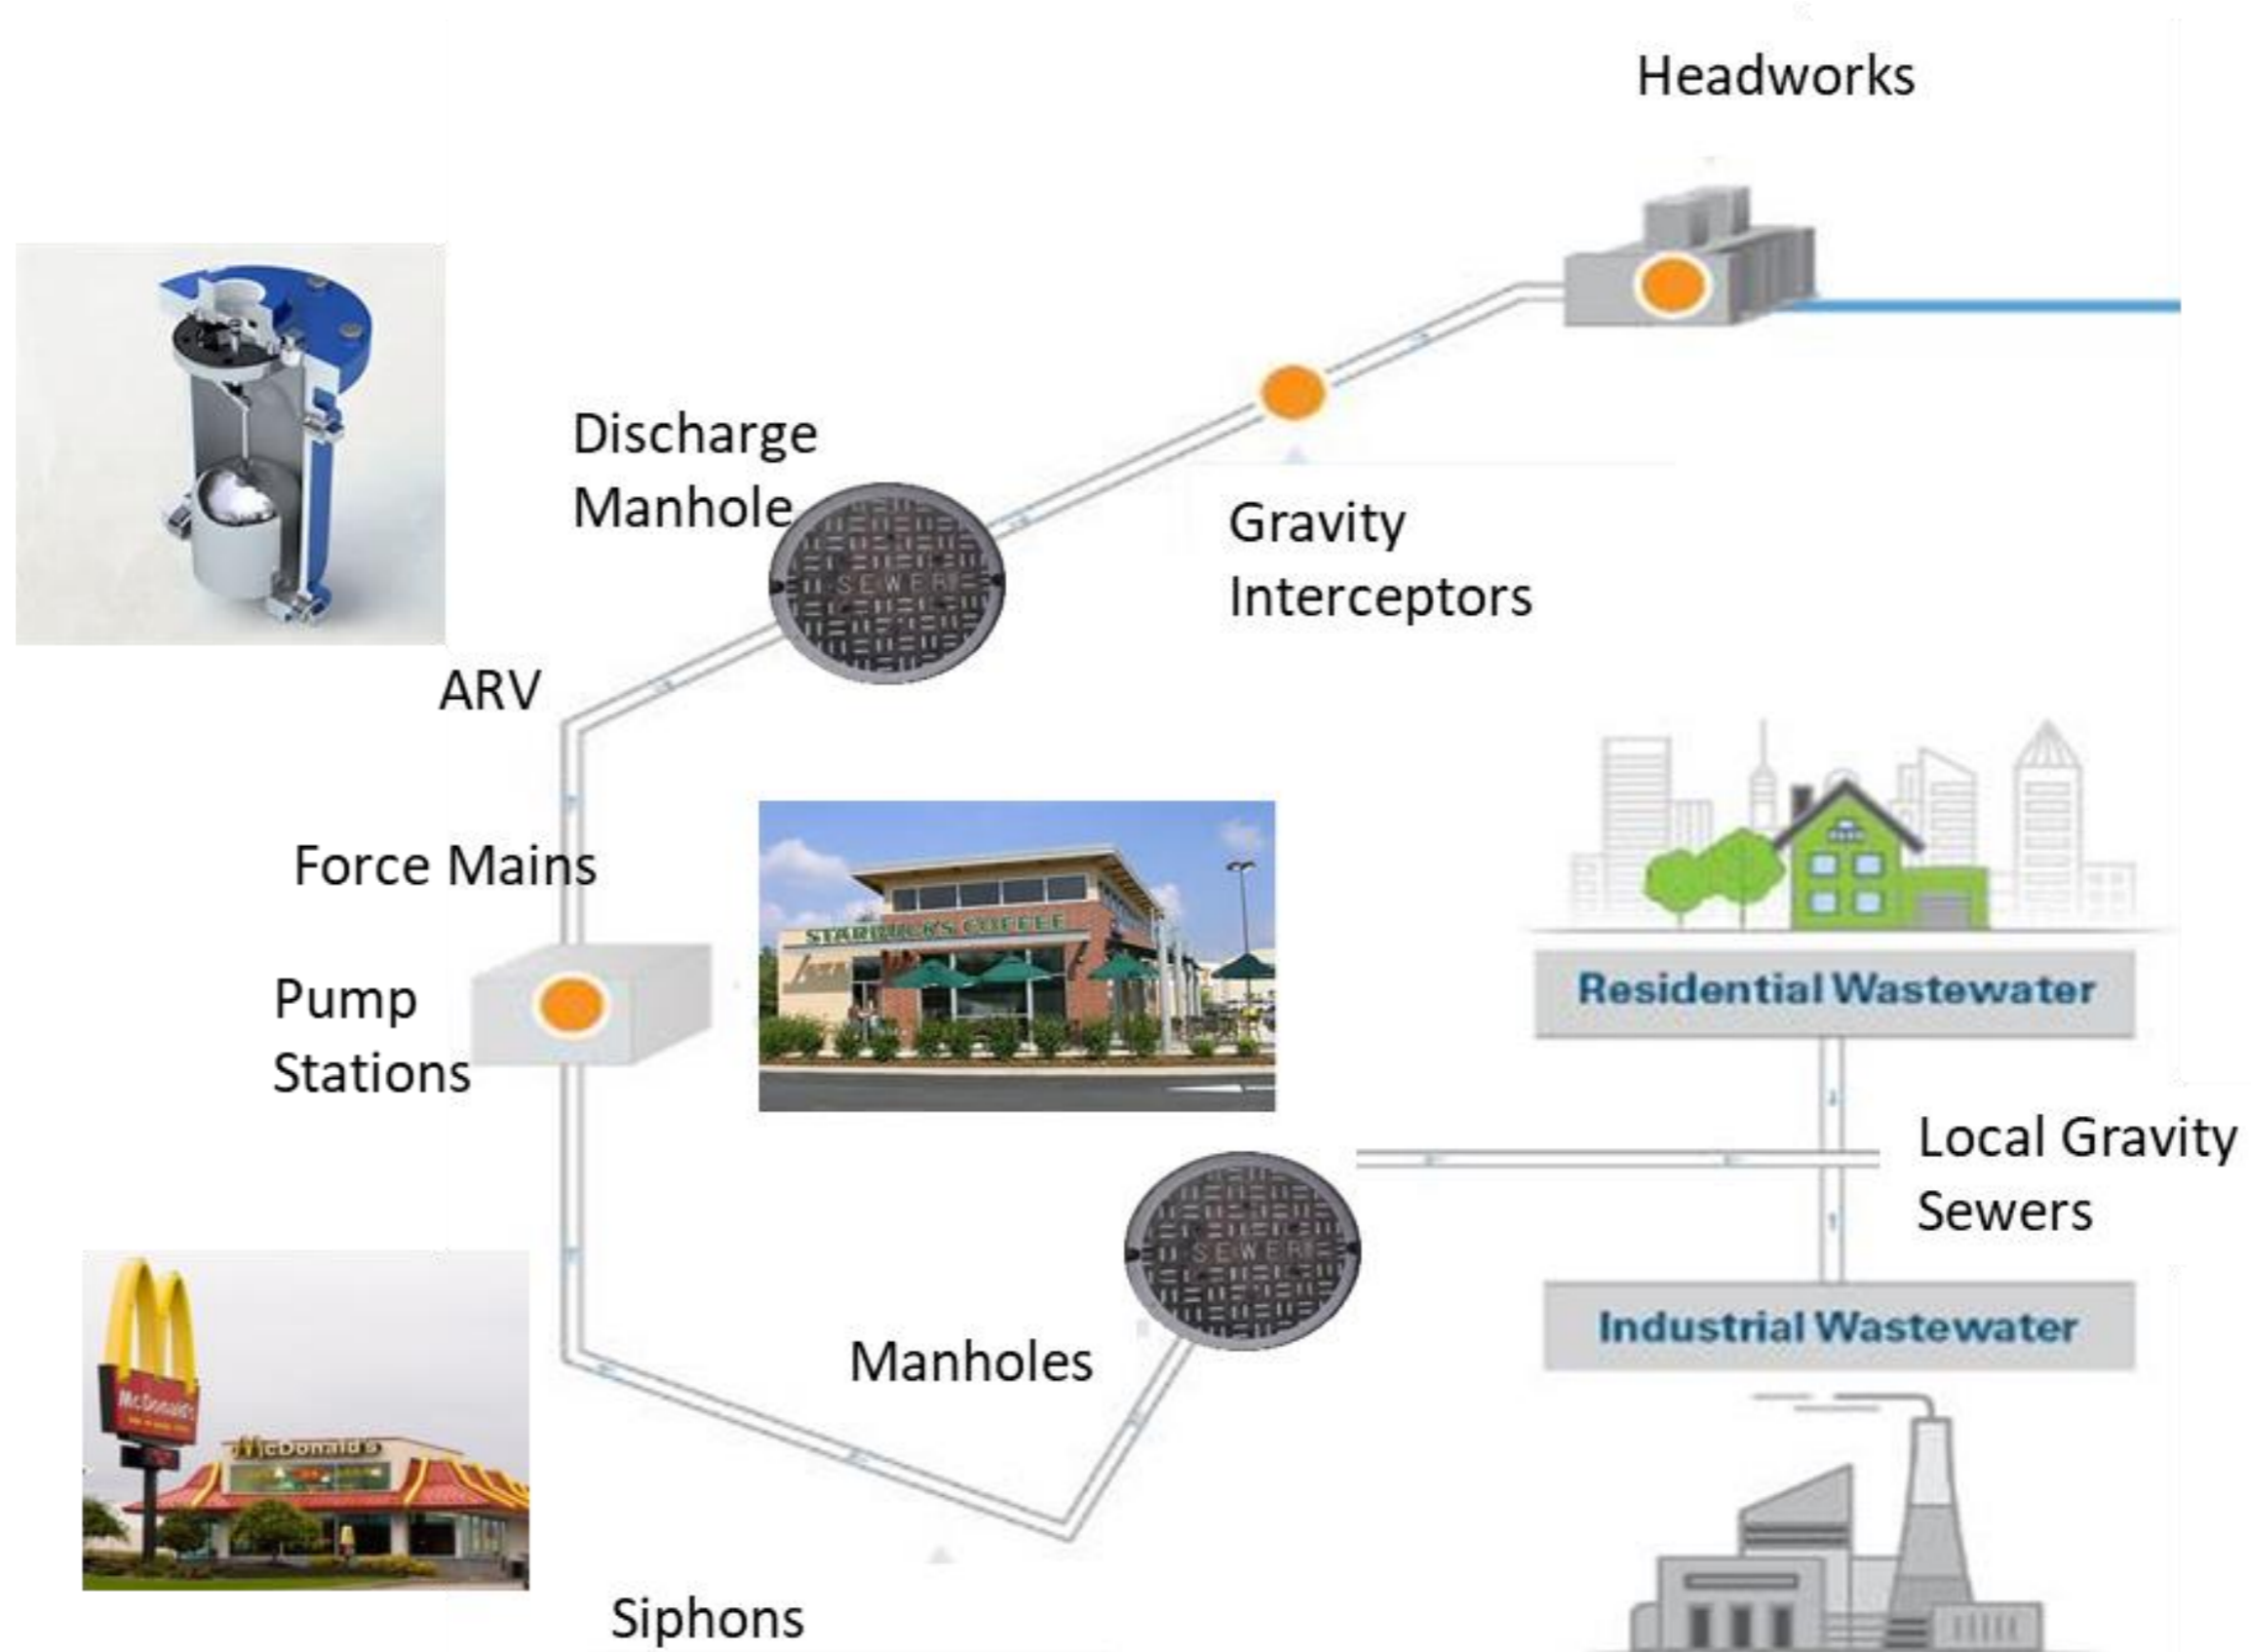 Headworks
Discharge
Manhole
SEWER
Gravity
Interceptors
ARV
Force Mains
STARBUCKS COFFEE
Pump
Stations
Residential Wastewater
Local Gravity
Sewers
SEWER
Industrial Wastewater
Manholes
McDonald's
McDonald's
Siphons